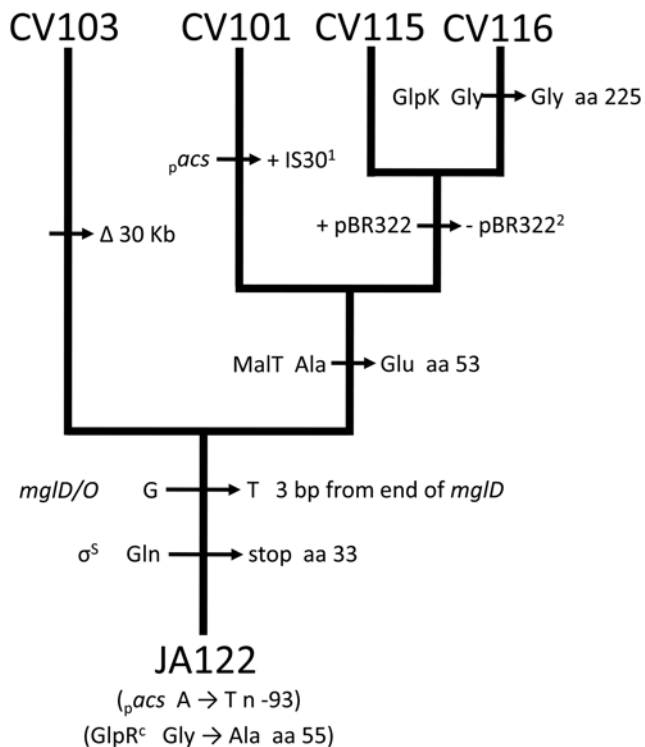 CV103 CV101 CV115 CV116
GlpK Gly Gly aa 225
pacs + IS30¹
+ pBR322 - pBR322²
Δ 30 Kb
MalT Ala Glu aa 53
mglD/O G T 3 bp from end of mglD
σˢ Gln stop aa 33
JA122
(pacs A → T n -93)
(GlpRᶜ Gly → Ala aa 55)